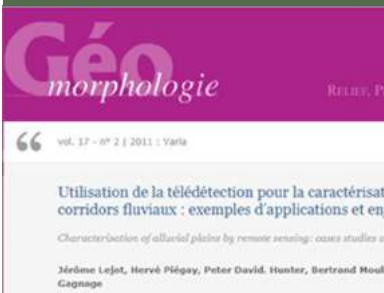 Géo
morphologie
RELIEF, P
vol. 17 - n° 2 | 2011 : Varia
Utilisation de la télédétection pour la caractérisat
corridors fluviaux : exemples d'applications et en
Characterisation of alluvial plains by remote sensing: cases studies a
Jérôme Lejot, Hervé Piégay, Peter David. Hunter, Bertrand Moul
Gagnage